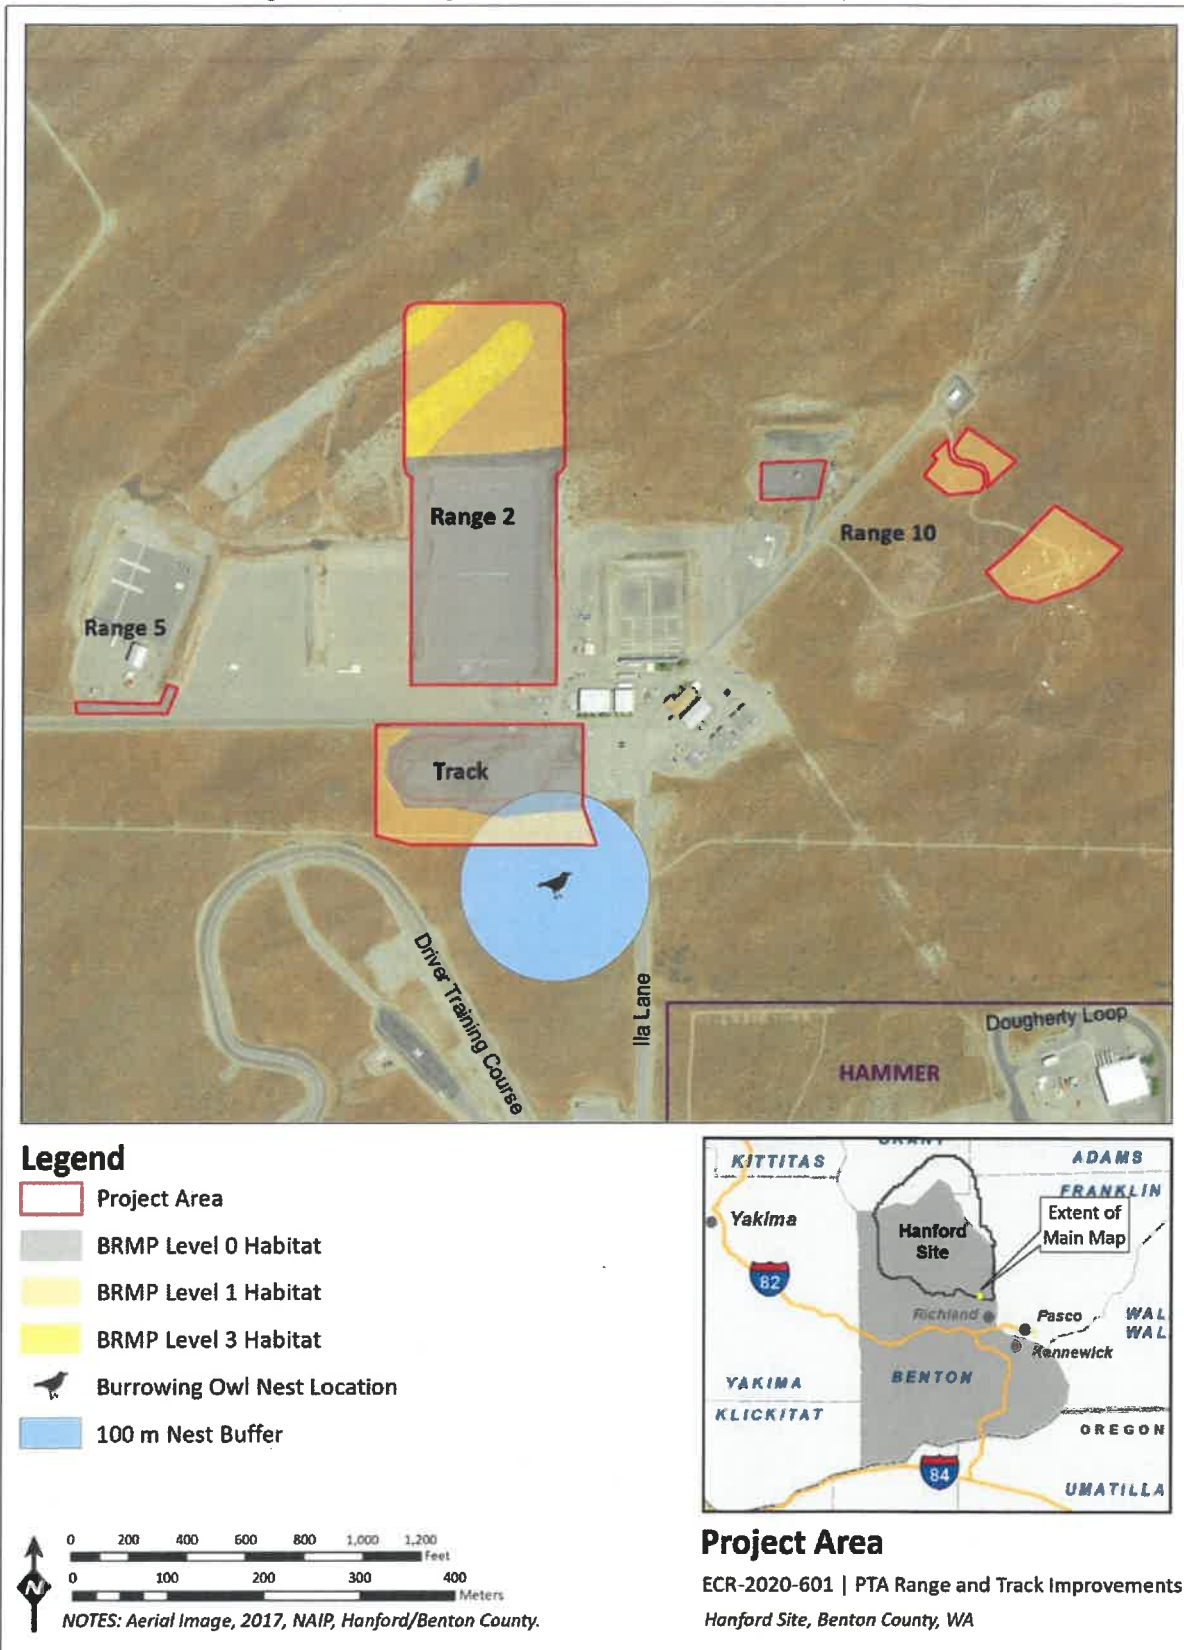 Range 2
Range 10
Range 5
Track
Driver Training Course
Ila Lane
Dougherty Loop
HAMMER
Legend
Project Area
BRMP Level 0 Habitat
BRMP Level 1 Habitat
BRMP Level 3 Habitat
Burrowing Owl Nest Location
100 m Nest Buffer
0 200 400 600 800 1,000 1,200
Feet
0 100 200 300 400
Meters
N
NOTES: Aerial Image, 2017, NAIP, Hanford/Benton County.
GRANT
KITTITAS
ADAMS
FRANKLIN
Yakima
Extent of
Main Map
Hanford
Site
82
Richland
Pasco
WAL
WAL
Kennewick
YAKIMA
BENTON
KLICKITAT
OREGON
84
UMATILLA
Project Area
ECR-2020-601 | PTA Range and Track Improvements
Hanford Site, Benton County, WA